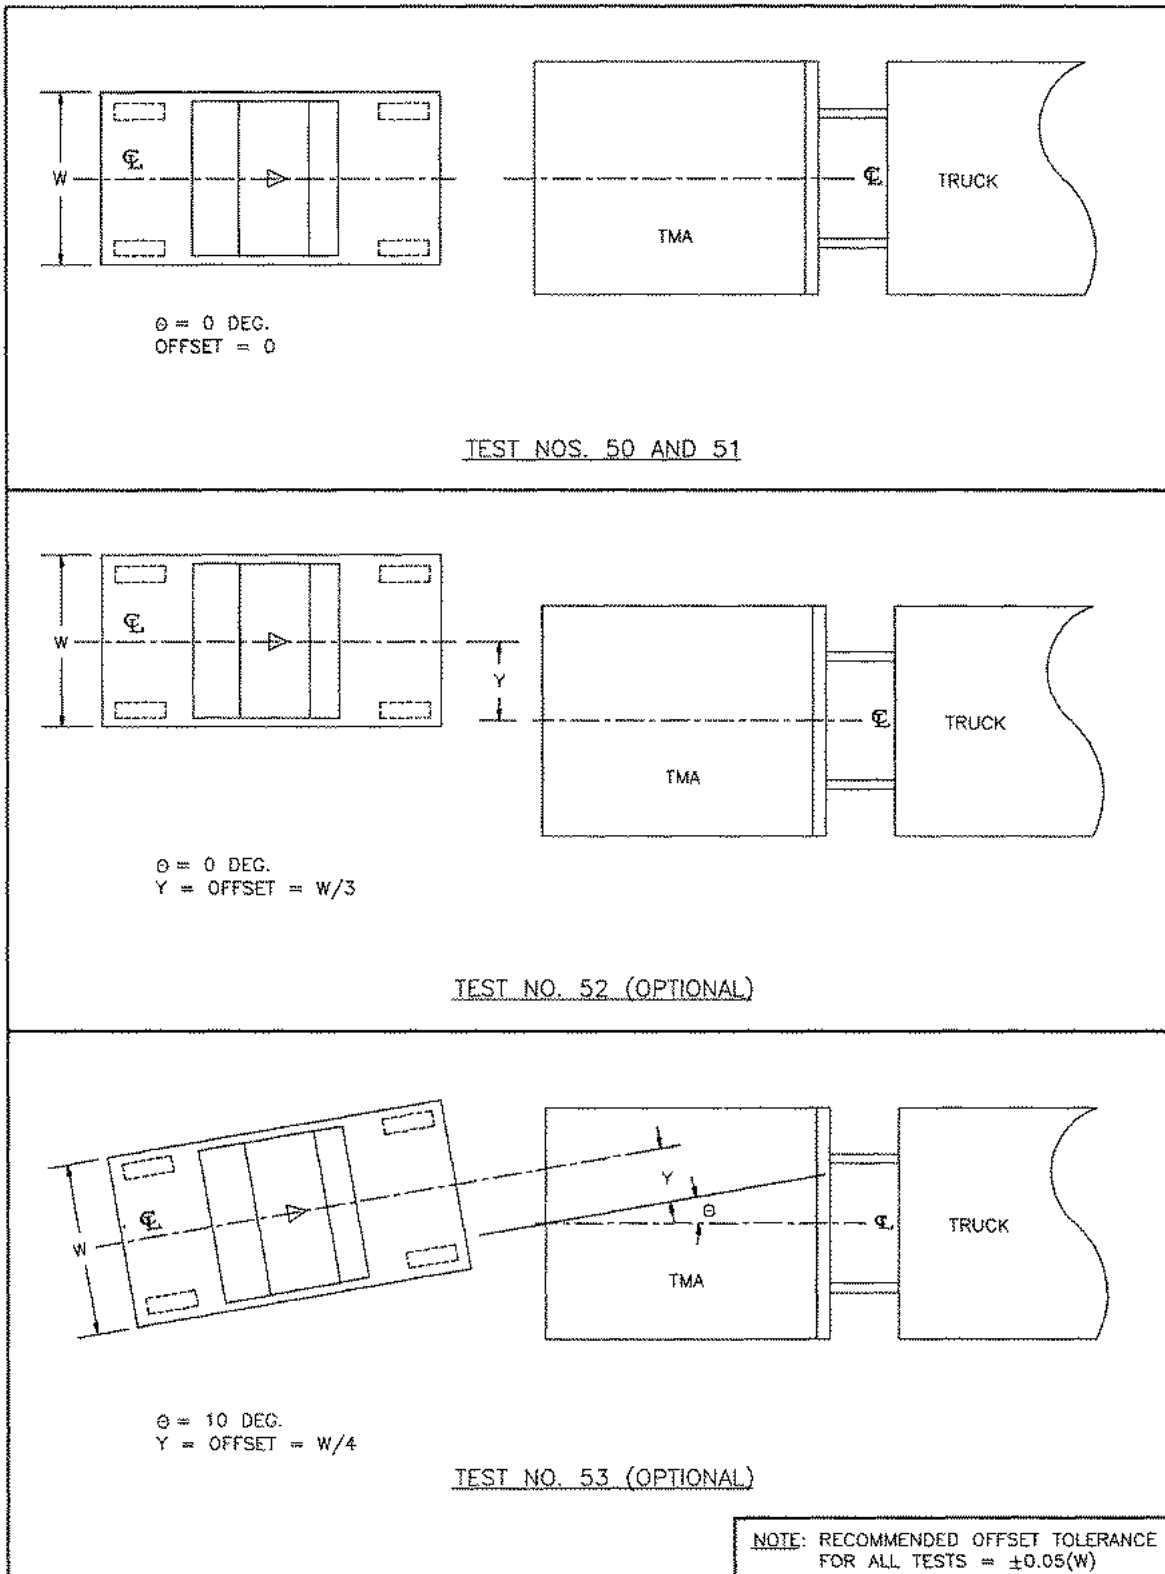 W
℄
℄
TRUCK
TMA
Θ = 0 DEG.
OFFSET = 0
TEST NOS. 50 AND 51
W
℄
Y
℄
TRUCK
TMA
Θ = 0 DEG.
Y = OFFSET = W/3
TEST NO. 52 (OPTIONAL)
W
℄
Y
Θ
℄
TRUCK
TMA
Θ = 10 DEG.
Y = OFFSET = W/4
TEST NO. 53 (OPTIONAL)
NOTE: RECOMMENDED OFFSET TOLERANCE
FOR ALL TESTS = ±0.05(W)